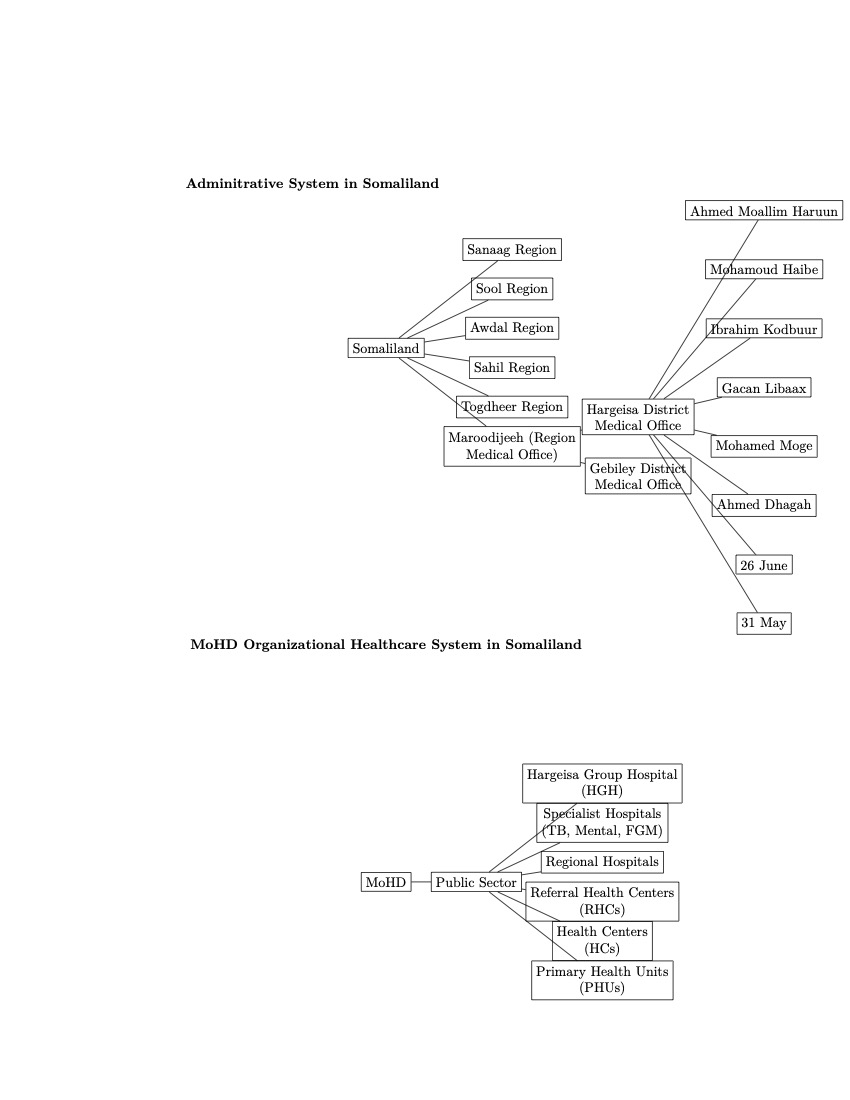 Adminitrative System in Somaliland
Ahmed Moallim Haruun
Sanaag Region
Mohamoud Haibe
Sool Region
Awdal Region
Ibrahim Kodbuur
Somaliland
Sahil Region
Gacan Libaax
Togdheer Region
Hargeisa District
Medical Office
Maroodijeeh (Region
Medical Office)
Mohamed Moge
Gebiley District
Medical Office
Ahmed Dhagah
26 June
31 May
MoHD Organizational Healthcare System in Somaliland
Hargeisa Group Hospital
(HGH)
Specialist Hospitals
(TB, Mental, FGM)
Regional Hospitals
MoHD
Public Sector
Referral Health Centers
(RHCs)
Health Centers
(HCs)
Primary Health Units
(PHUs)